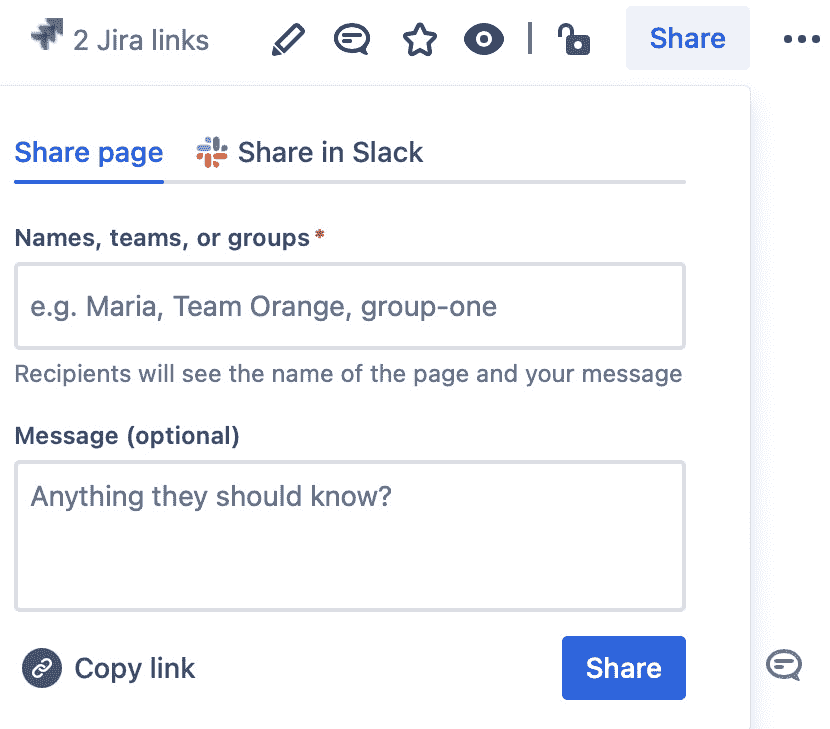 2 Jira links
Share
Share page
Share in Slack
Names, teams, or groups*
e.g. Maria, Team Orange, group-one
Recipients will see the name of the page and your message
Message (optional)
Anything they should know?
Copy link
Share